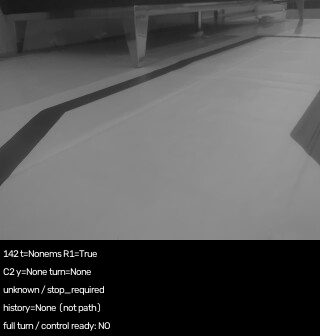 142 t=Nonems R1=True
C2 y=None turn=None
unknown / stop_required
history=None (not path)
full turn / control ready: NO